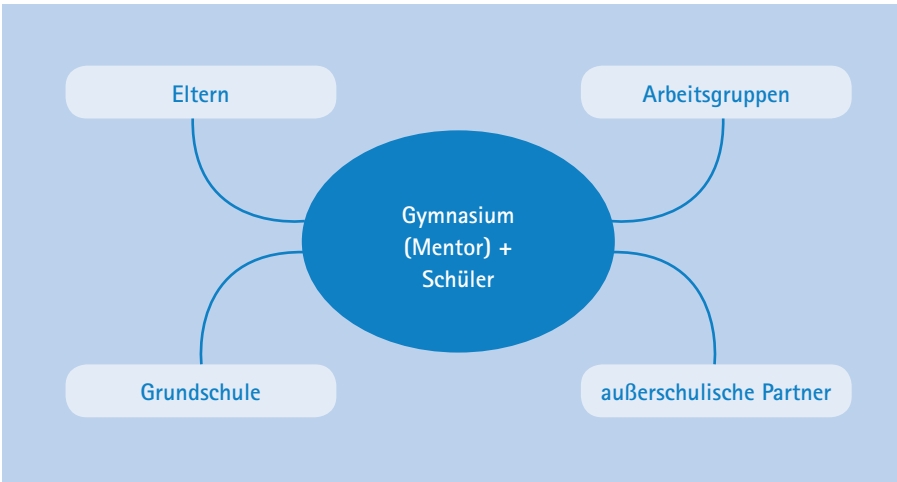 Eltern
Arbeitsgruppen
Gymnasium
(Mentor) +
Schüler
Grundschule
außerschulische Partner